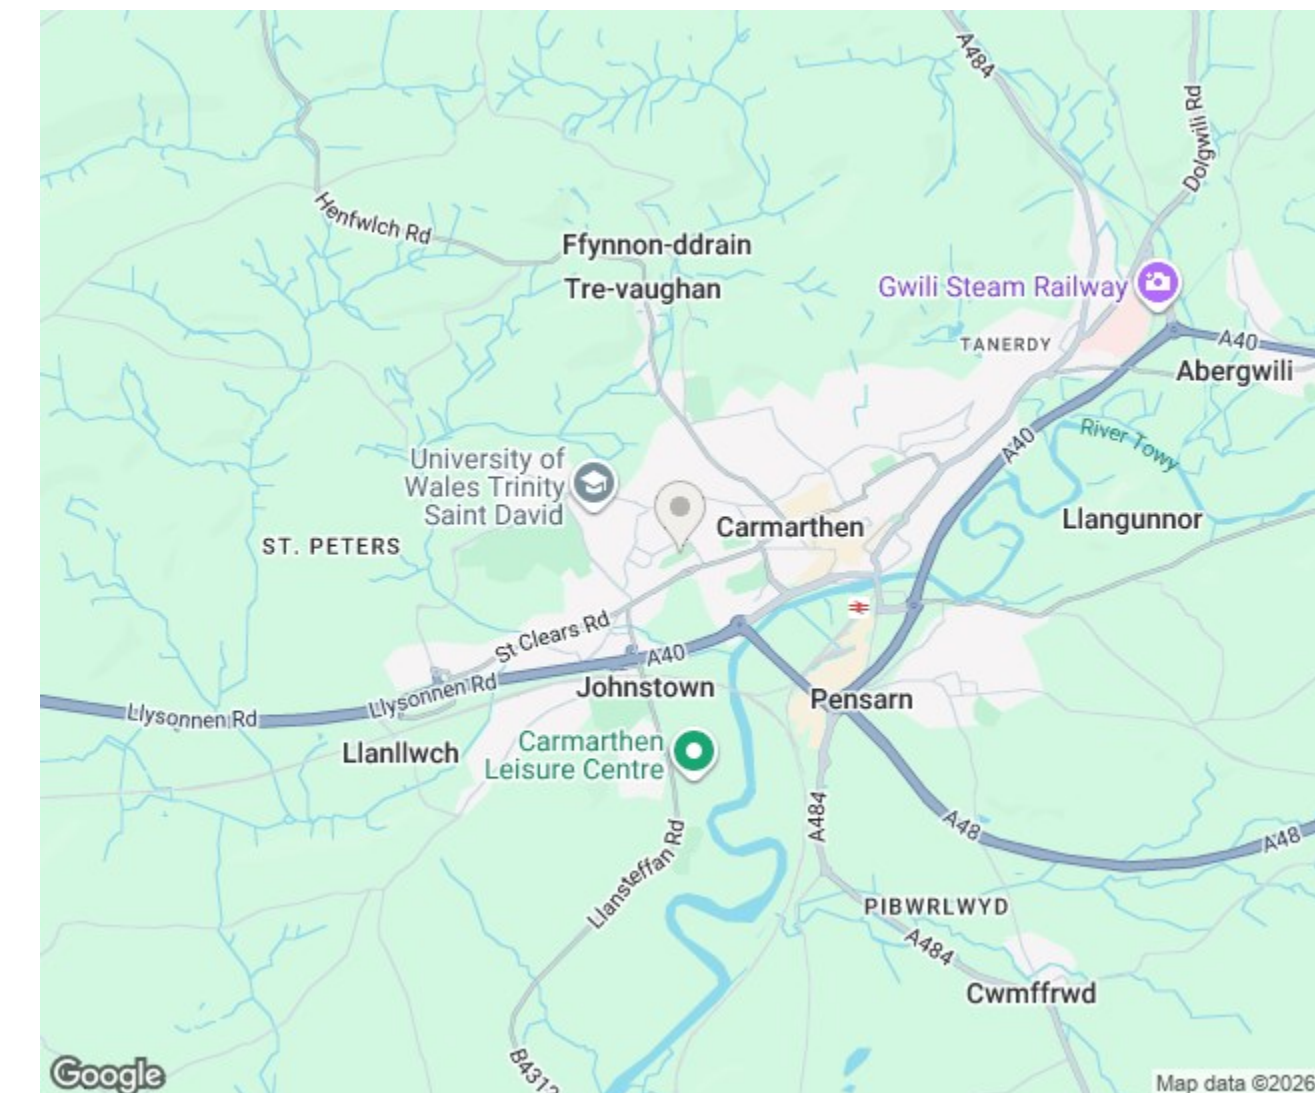 A484
Dolgwili Rd
Henfwlch Rd
Ffynnon-ddrain
Tre-vaughan
Gwili Steam Railway
TANERDY
A40
Abergwili
River Towy
A40
University of
Wales Trinity
Saint David
Carmarthen
Llangunnor
ST. PETERS
St Clears Rd
A40
Llysonnen Rd
Llysonnen Rd
Johnstown
Pensarn
Llanllwch
Carmarthen
Leisure Centre
A484
A48
A48
Llansteffan Rd
PIBWRLWYD
A484
Cwmffrwd
B4312
Google
Map data ©2026